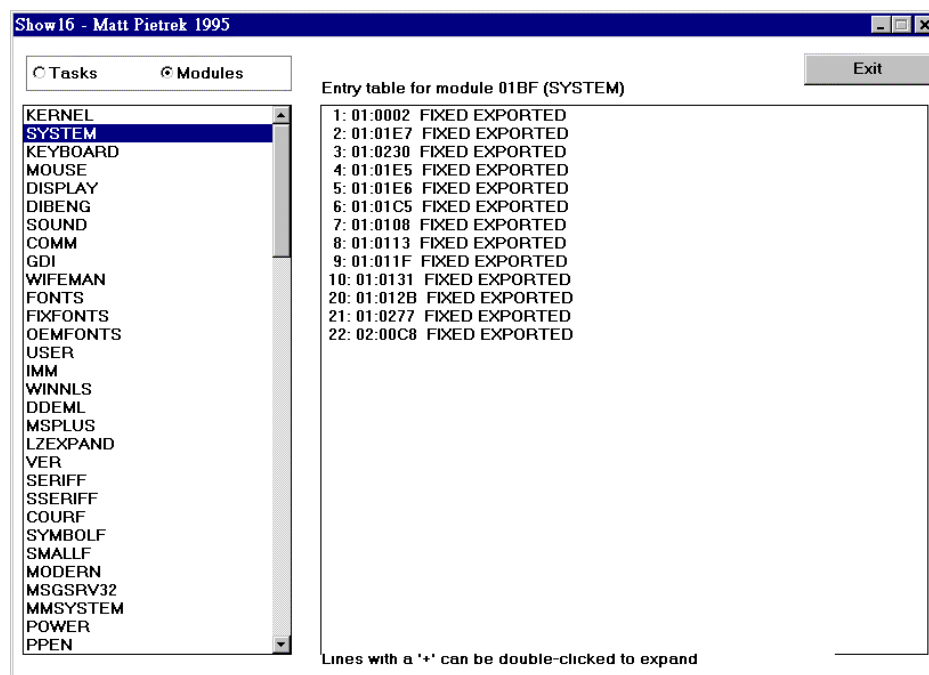 Show16 - Matt Pietrek 1995
Tasks
Modules
Exit
Entry table for module 01BF (SYSTEM)
KERNEL
SYSTEM
KEYBOARD
MOUSE
DISPLAY
DIBENG
SOUND
COMM
GDI
WIFEMAN
FONTS
FIXFONTS
OEMFONTS
USER
IMM
WINNLS
DDEML
MSPLUS
LZEXPAND
VER
SERIFF
SSERIFF
COURF
SYMBOLF
SMALLF
MODERN
MSGSRV32
MMSYSTEM
POWER
PPEN
1: 01:0002 FIXED EXPORTED
2: 01:01E7 FIXED EXPORTED
3: 01:0230 FIXED EXPORTED
4: 01:01E5 FIXED EXPORTED
5: 01:01E6 FIXED EXPORTED
6: 01:01C5 FIXED EXPORTED
7: 01:0108 FIXED EXPORTED
8: 01:0113 FIXED EXPORTED
9: 01:011F FIXED EXPORTED
10: 01:0131 FIXED EXPORTED
20: 01:012B FIXED EXPORTED
21: 01:0277 FIXED EXPORTED
22: 02:00C8 FIXED EXPORTED
Lines with a '+' can be double-clicked to expand